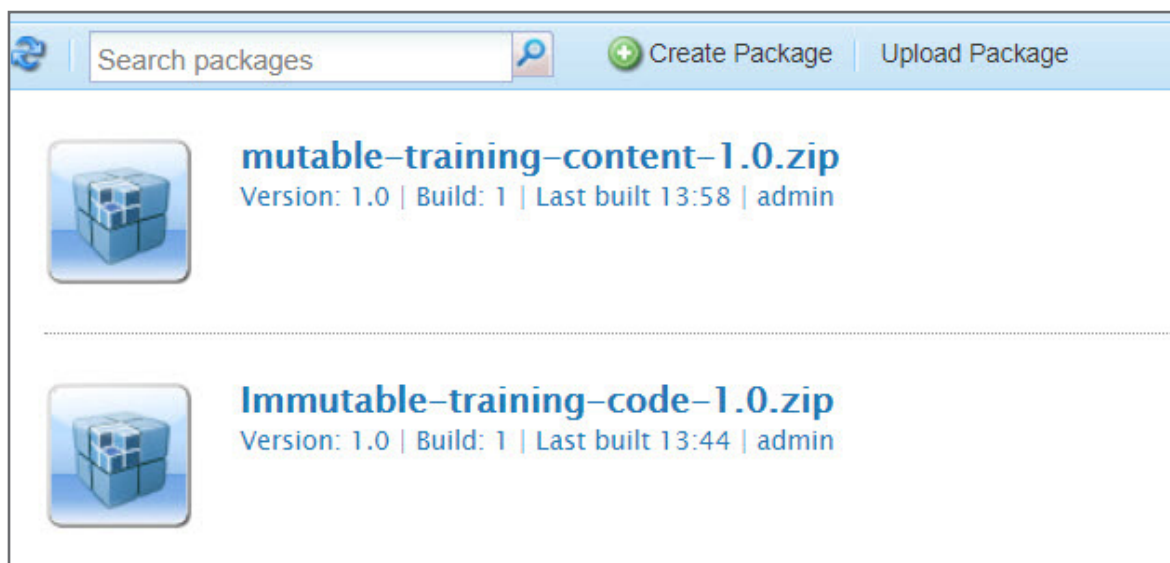 Search packages Create Package Upload Package
mutable-training-content-1.0.zip
Version: 1.0 | Build: 1 | Last built 13:58 | admin
Immutable-training-code-1.0.zip
Version: 1.0 | Build: 1 | Last built 13:44 | admin